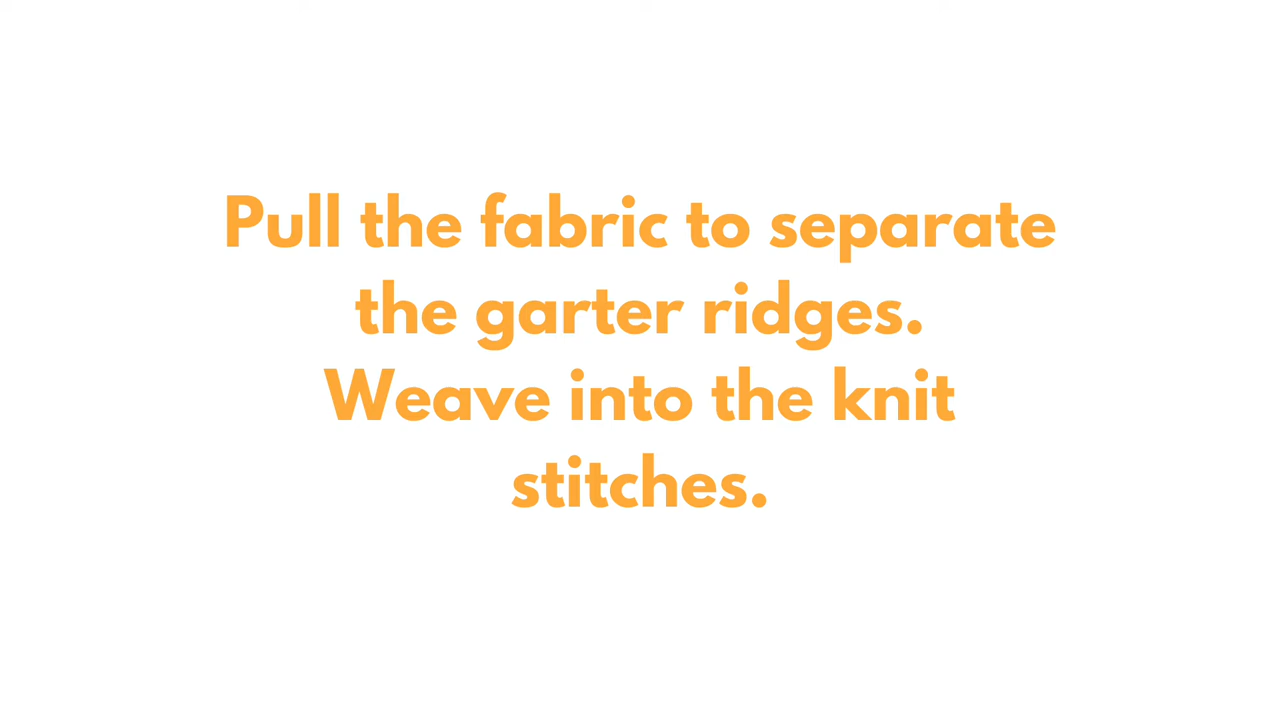 Pull the fabric to separate
the garter ridges.
Weave into the knit
stitches.